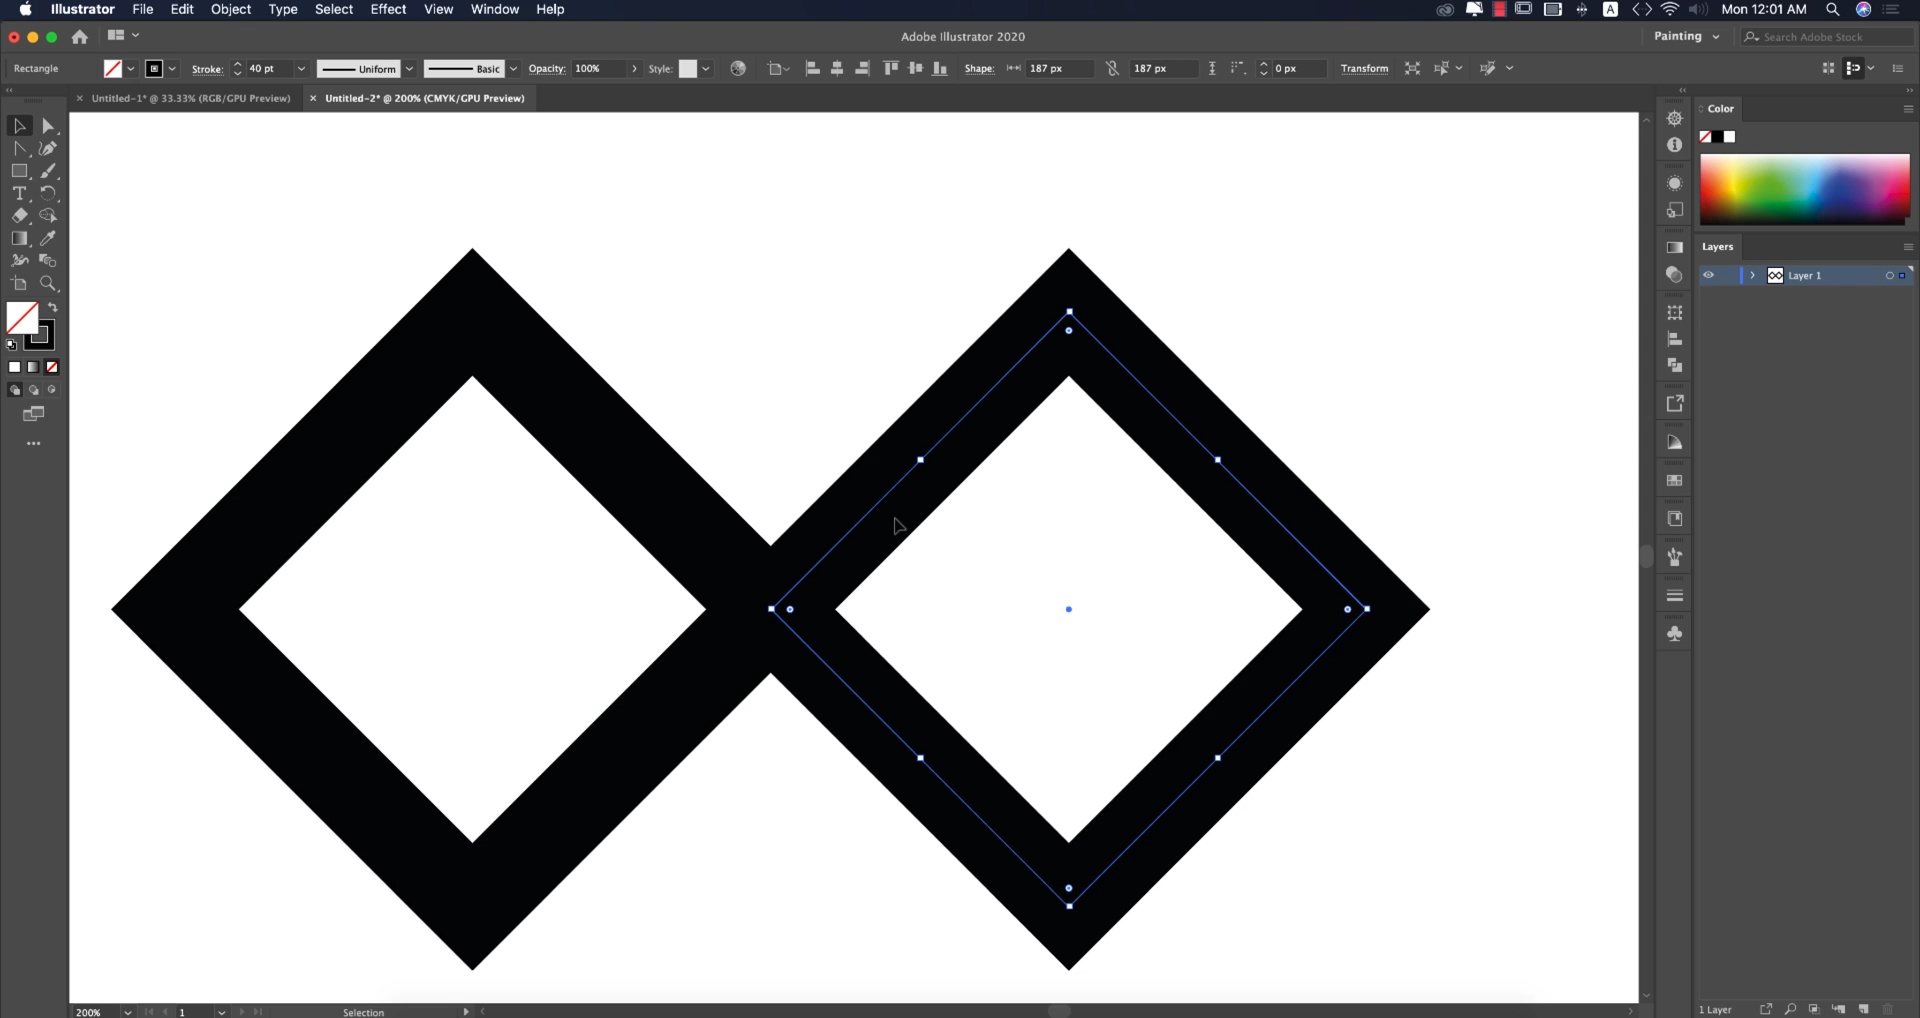 Illustrator File Edit Object Type Select Effect View Window Help A Mon 12:01 AM
Adobe Illustrator 2020 Painting Search Adobe Stock
Rectangle Stroke: 40 pt Uniform Basic Opacity: 100% Style: Shape: 187 px 187 px 0 px Transform
Untitled-1* @ 33.33% (RGB/GPU Preview) Untitled-2* @ 200% (CMYK/GPU Preview)
Color
Layers
Layer 1
200% 1 Selection 1 Layer